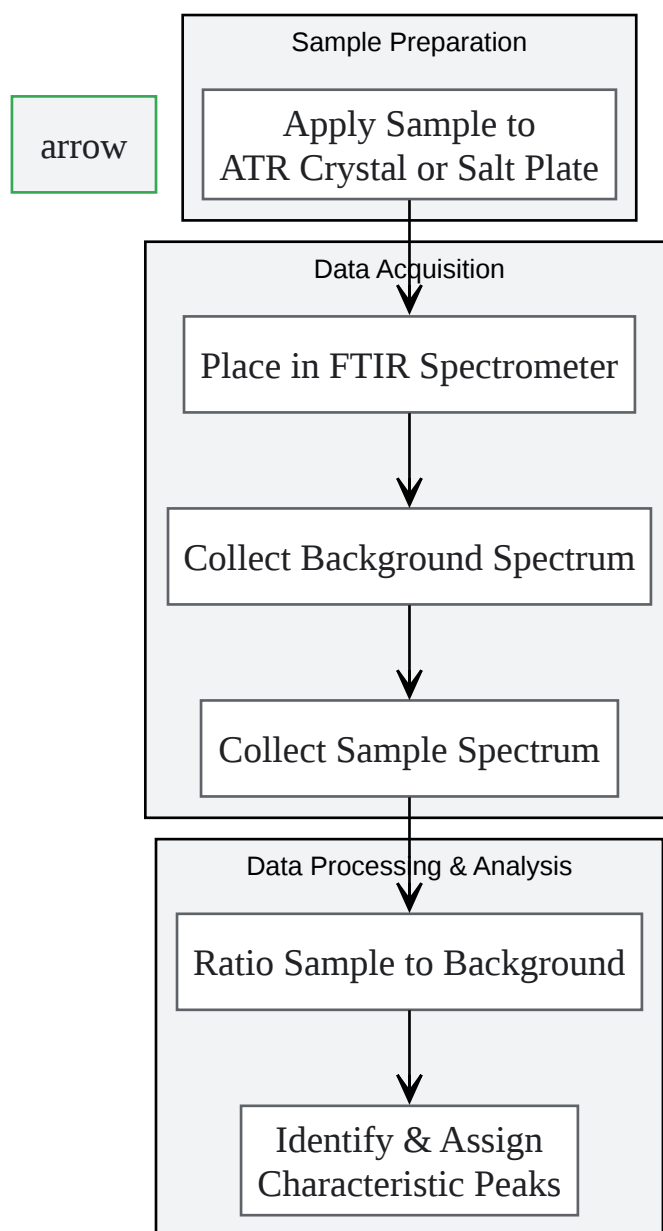 Sample Preparation
arrow
Apply Sample to
ATR Crystal or Salt Plate
Data Acquisition
Place in FTIR Spectrometer
Collect Background Spectrum
Collect Sample Spectrum
Data Processing & Analysis
Ratio Sample to Background
Identify & Assign
Characteristic Peaks